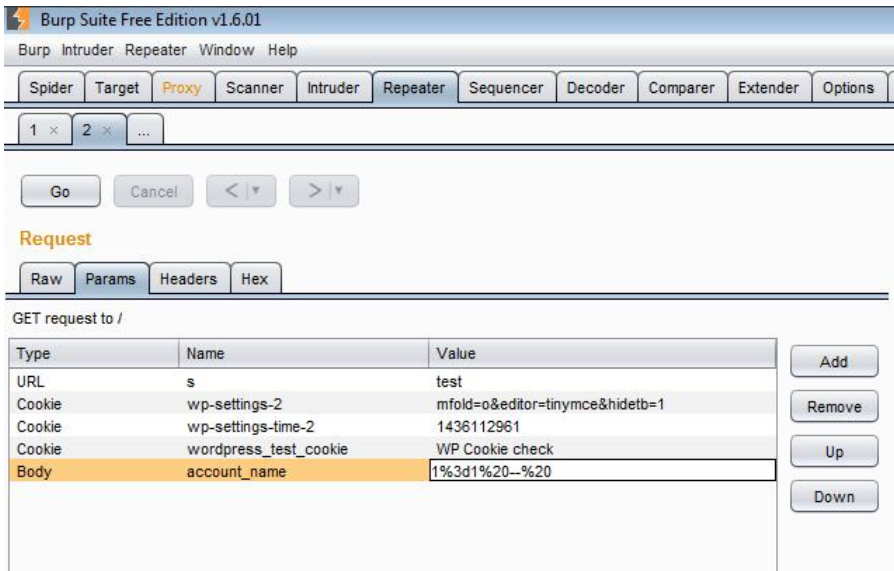 Burp Suite Free Edition v1.6.01
Burp Intruder Repeater Window Help
Spider Target Proxy Scanner Intruder Repeater Sequencer Decoder Comparer Extender Options
1 × 2 × ...
Go Cancel < ▼ > ▼
Request
Raw Params Headers Hex
GET request to /
Type Name Value
URL s test
Cookie wp-settings-2 mfold=o&editor=tinymce&hidetb=1
Cookie wp-settings-time-2 1436112961
Cookie wordpress_test_cookie WP Cookie check
Body account_name 1%3d1%20--%20
Add
Remove
Up
Down